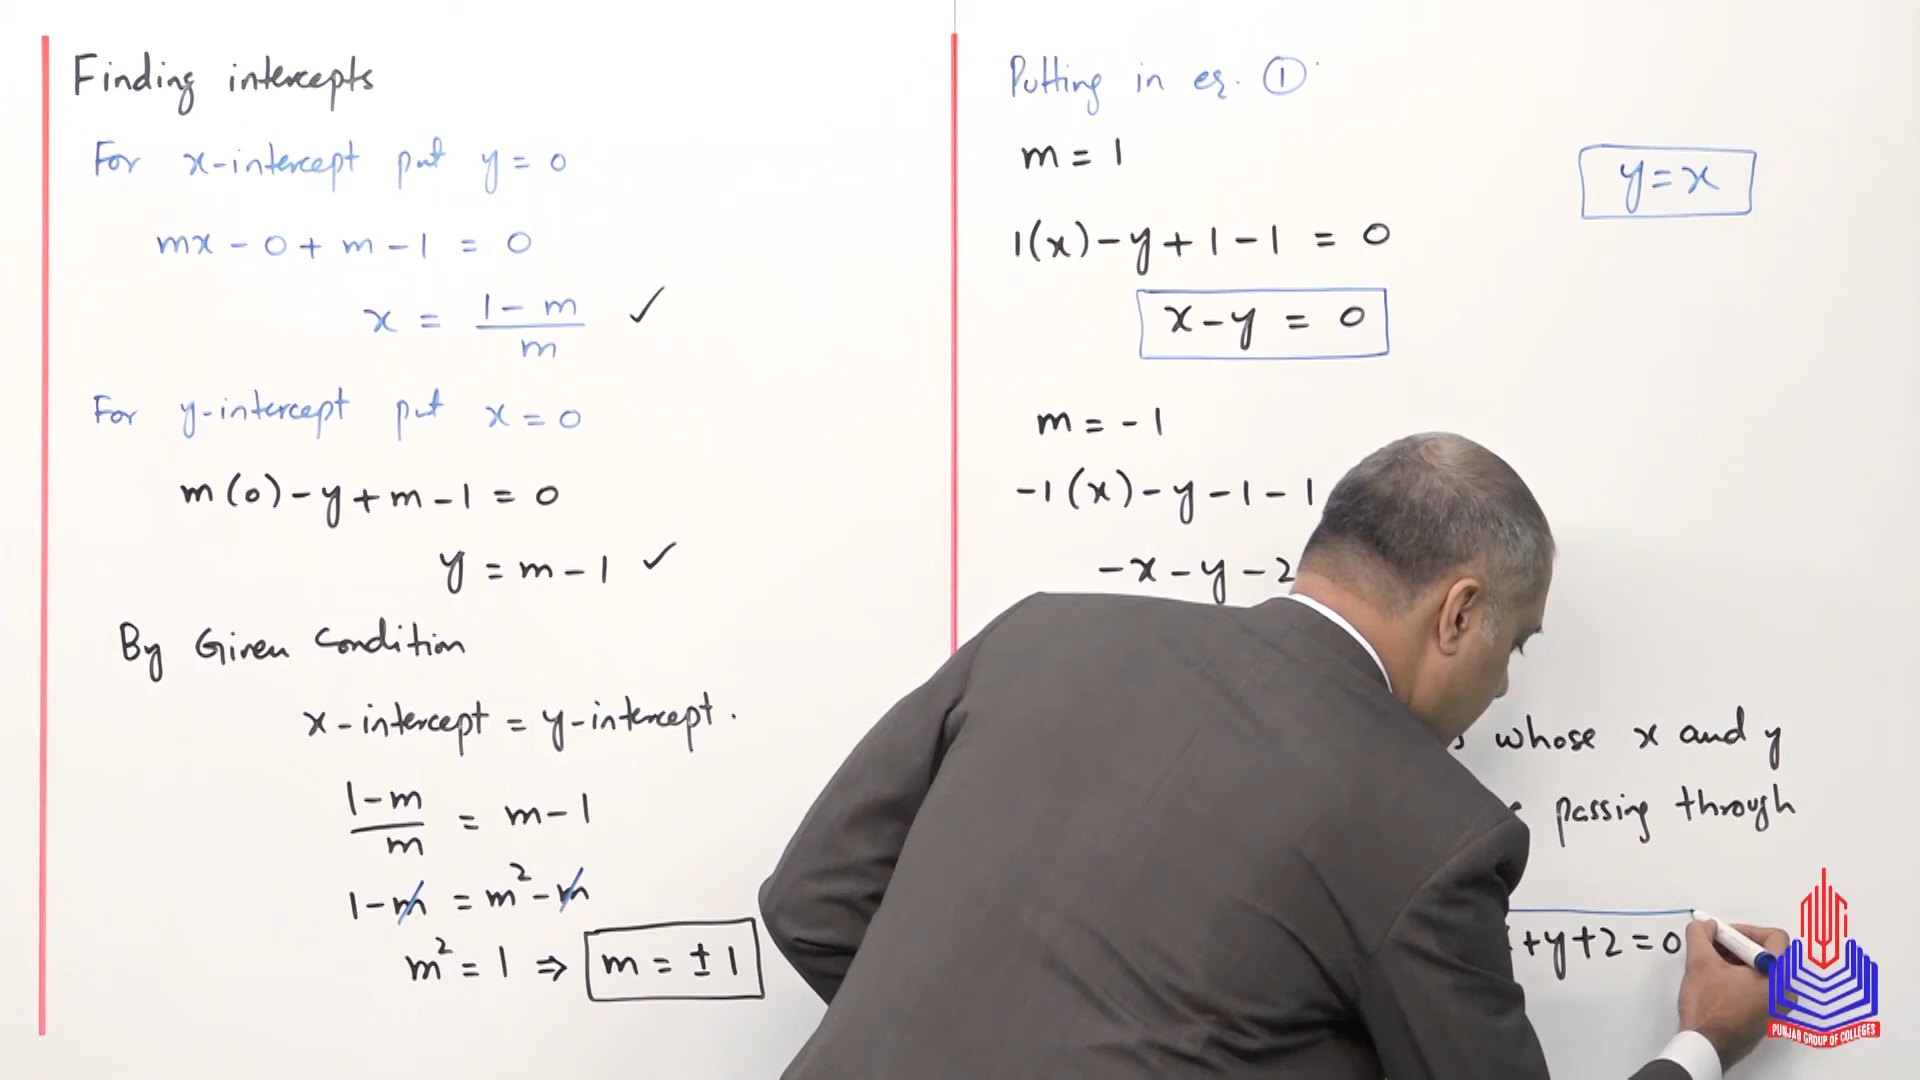 Finding intercepts
For x-intercept put y = 0
mx - 0 + m - 1 = 0
x = \frac{1 - m}{m} ✓
For y-intercept put x = 0
m(0) - y + m - 1 = 0
y = m - 1 ✓
By Given Condition
x-intercept = y-intercept.
\frac{1-m}{m} = m - 1
1 - m = m² - m
m² = 1 ⇒ m = ± 1
Putting in eq. ①
m = 1
y = x
1(x) - y + 1 - 1 = 0
x - y = 0
m = - 1
-1(x) - y - 1 - 1
-x - y - 2
whose x and y
passing through
+ y + 2 = 0
PUNJAB GROUP OF COLLEGES